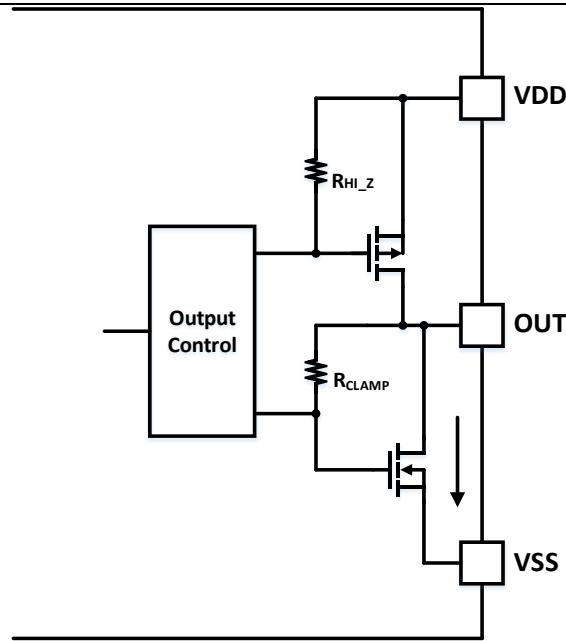 VDD
RHI_Z
Output
Control
OUT
RCLAMP
VSS